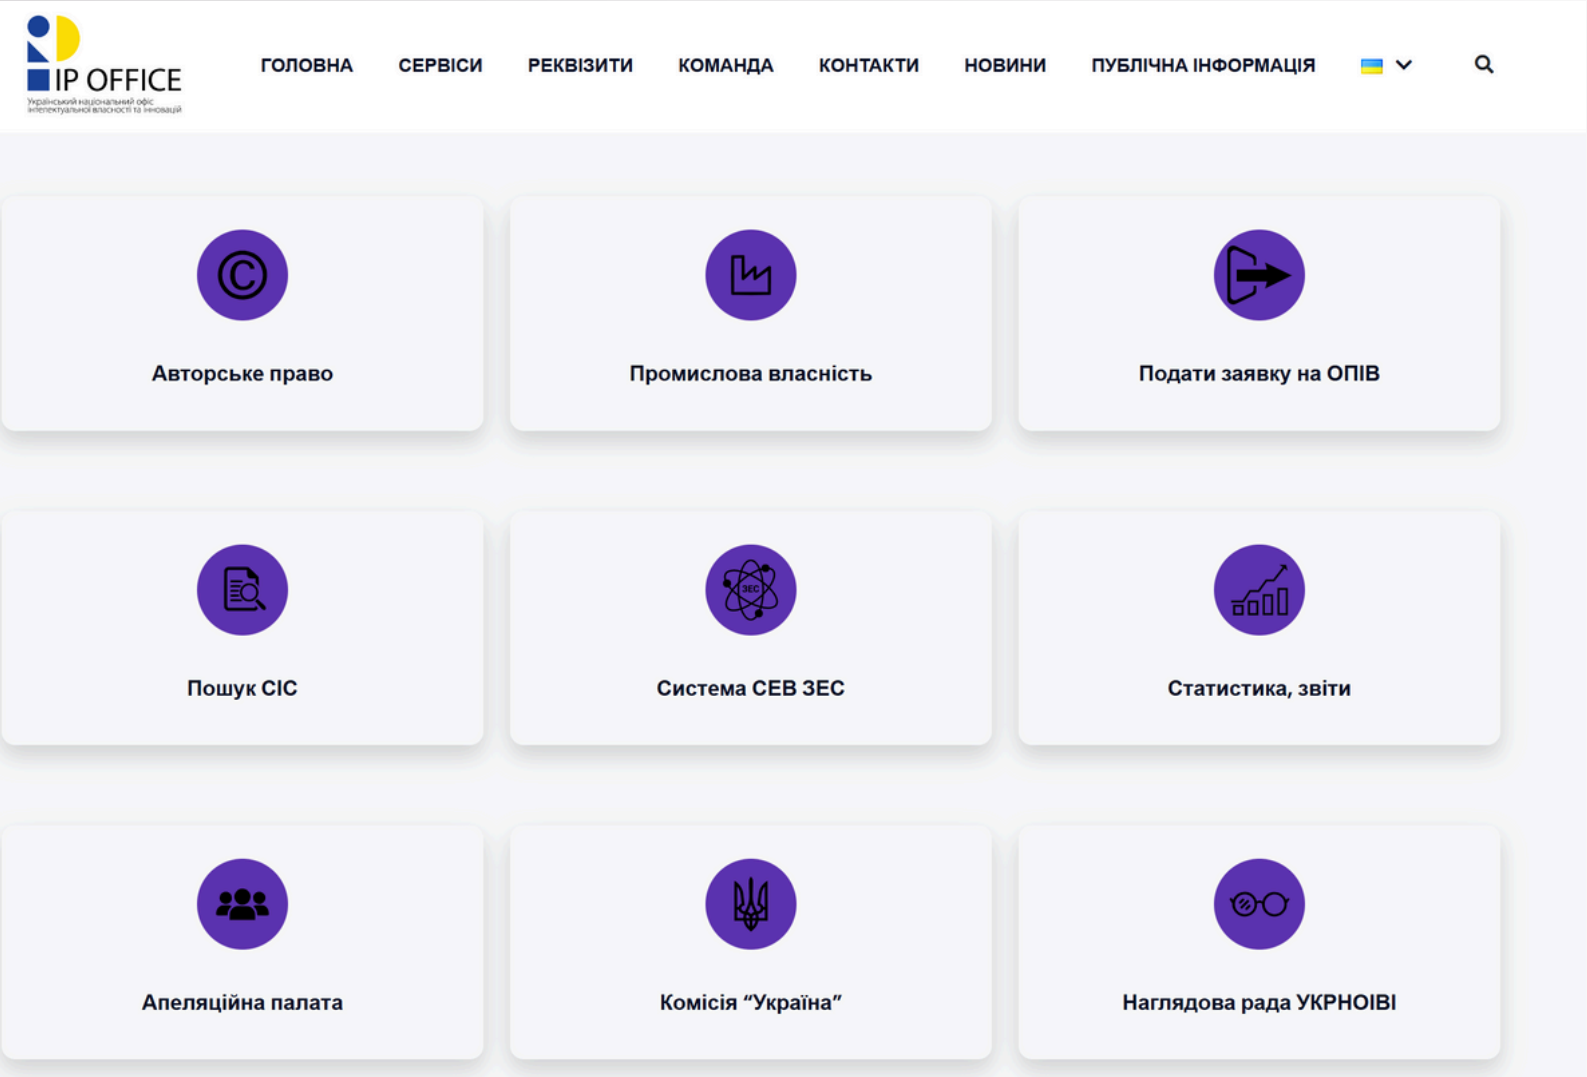 IP OFFICE
Український національний офіс
інтелектуальної власності та інновацій
ГОЛОВНА СЕРВІСИ РЕКВІЗИТИ КОМАНДА КОНТАКТИ НОВИНИ ПУБЛІЧНА ІНФОРМАЦІЯ
©
Авторське право Промислова власність Подати заявку на ОПІВ
ЗЕС
Пошук СІС Система СЕВ ЗЕС Статистика, звіти
Апеляційна палата Комісія “Україна” Наглядова рада УКРНОІВІ